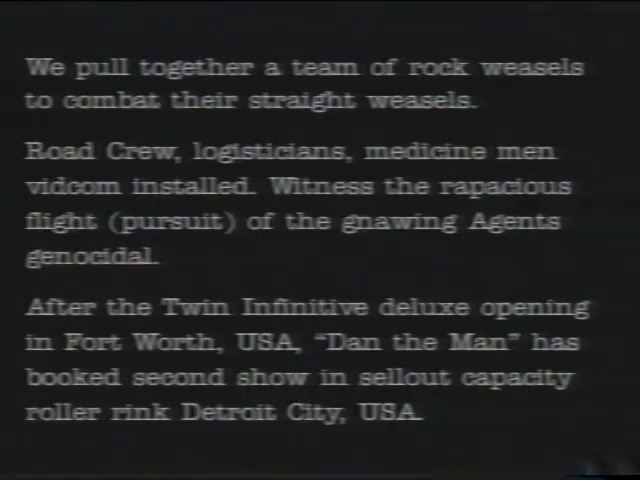 We pull together a team of rock weasels
to combat their straight weasels.
Road Crew, logisticians, medicine men
vidcom installed. Witness the rapacious
flight (pursuit) of the gnawing Agents
genocidal.
After the Twin Infinitive deluxe opening
in Fort Worth, USA, “Dan the Man” has
booked second show in sellout capacity
roller rink Detroit City, USA.